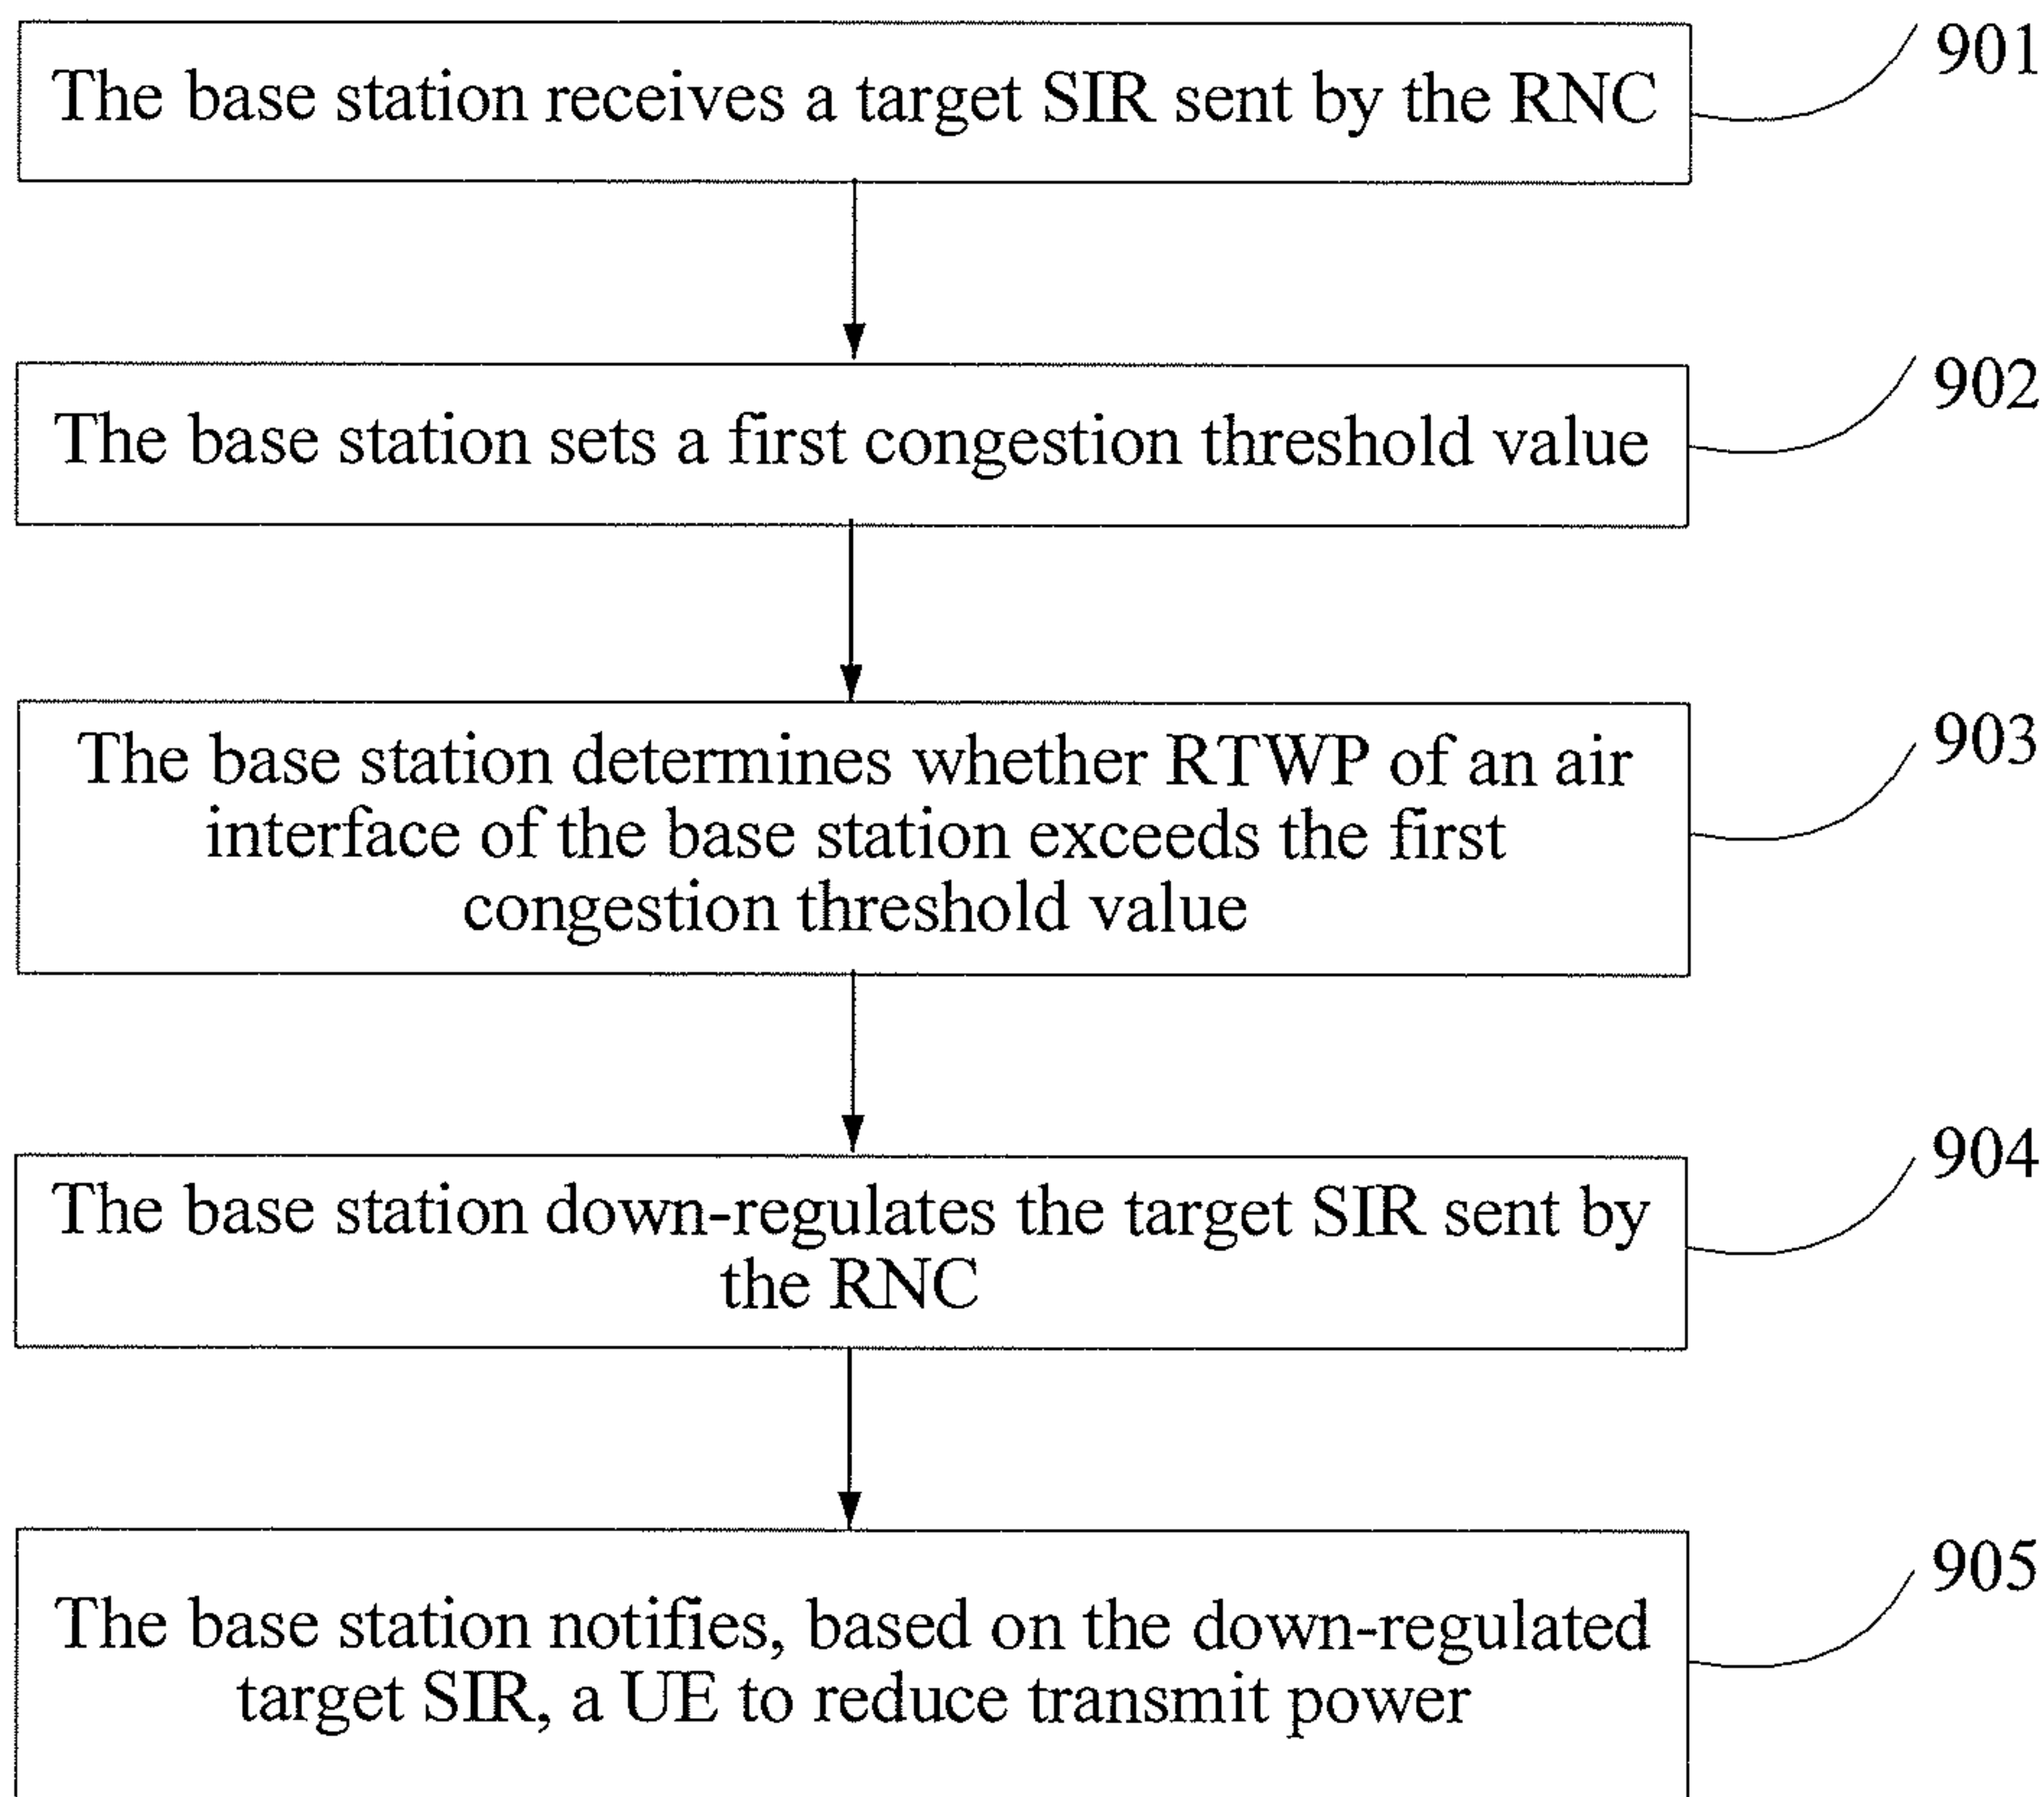 The base station receives a target SIR sent by the RNC
901
The base station sets a first congestion threshold value
902
The base station determines whether RTWP of an air
interface of the base station exceeds the first
congestion threshold value
903
The base station down-regulates the target SIR sent by
the RNC
904
The base station notifies, based on the down-regulated
target SIR, a UE to reduce transmit power
905